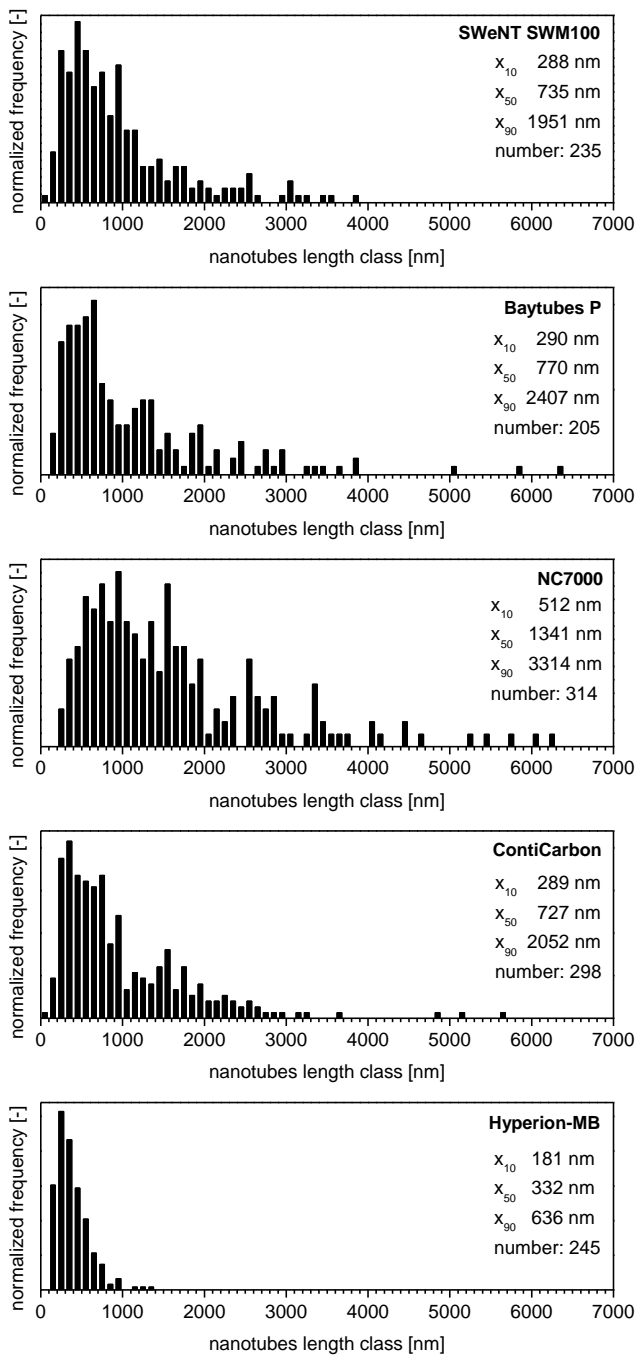 normalized frequency [-]
SWeNT SWM100
x10 288 nm
x50 735 nm
x90 1951 nm
number: 235
0 1000 2000 3000 4000 5000 6000 7000
nanotubes length class [nm]
normalized frequency [-]
Baytubes P
x10 290 nm
x50 770 nm
x90 2407 nm
number: 205
0 1000 2000 3000 4000 5000 6000 7000
nanotubes length class [nm]
normalized frequency [-]
NC7000
x10 512 nm
x50 1341 nm
x90 3314 nm
number: 314
0 1000 2000 3000 4000 5000 6000 7000
nanotubes length class [nm]
normalized frequency [-]
ContiCarbon
x10 289 nm
x50 727 nm
x90 2052 nm
number: 298
0 1000 2000 3000 4000 5000 6000 7000
nanotubes length class [nm]
normalized frequency [-]
Hyperion-MB
x10 181 nm
x50 332 nm
x90 636 nm
number: 245
0 1000 2000 3000 4000 5000 6000 7000
nanotubes length class [nm]